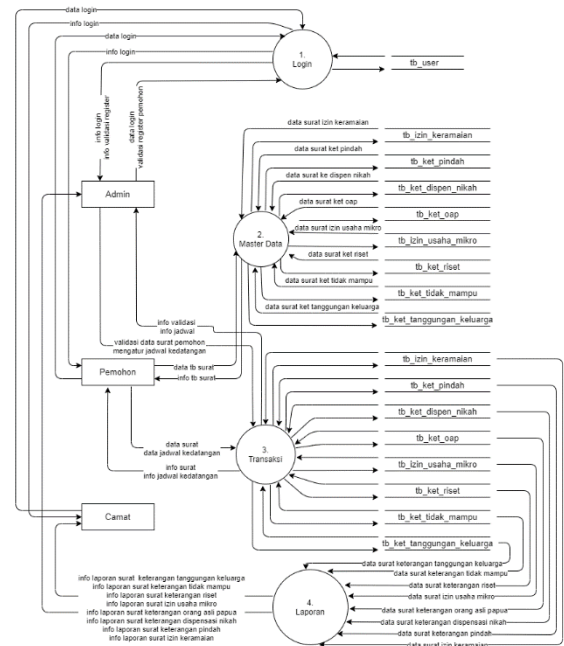 data login
info login
data login
info login
1.
Login
tb_user
info login
info validasi register
data login
validasi register pemohon
Admin
data surat izin keramaian
tb_izin_keramaian
data surat ket pindah
tb_ket_pindah
data surat ke dispen nikah
tb_ket_dispen_nikah
data surat ket oap
tb_ket_oap
2.
Master Data
data surat izin usaha mikro
tb_izin_usaha_mikro
data surat ket riset
tb_ket_riset
data surat ket tidak mampu
tb_ket_tidak_mampu
data surat ket tanggungan keluarga
tb_ket_tanggungan_keluarga
info validasi
info jadwal
validasi data surat pemohon
mengatur jadwal kedatangan
Pemohon
data tb surat
info tb surat
tb_izin_keramaian
tb_ket_pindah
tb_ket_dispen_nikah
tb_ket_oap
data surat
data jadwal kedatangan
3.
Transaksi
info surat
info jadwal kedatangan
tb_izin_usaha_mikro
tb_ket_riset
tb_ket_tidak_mampu
tb_ket_tanggungan_keluarga
Camat
data surat keterangan tanggungan keluarga
data surat keterangan tidak mampu
data surat keterangan riset
data surat izin usaha mikro
data surat keterangan orang asli papua
data surat keterangan dispensasi nikah
data surat keterangan pindah
data surat izin keramaian
4.
Laporan
info laporan surat keterangan tanggungan keluarga
info laporan surat keterangan tidak mampu
info laporan surat keterangan riset
info laporan surat izin usaha mikro
info laporan surat keterangan orang asli papua
info laporan surat keterangan dispensasi nikah
info laporan surat keterangan pindah
info laporan surat izin keramaian